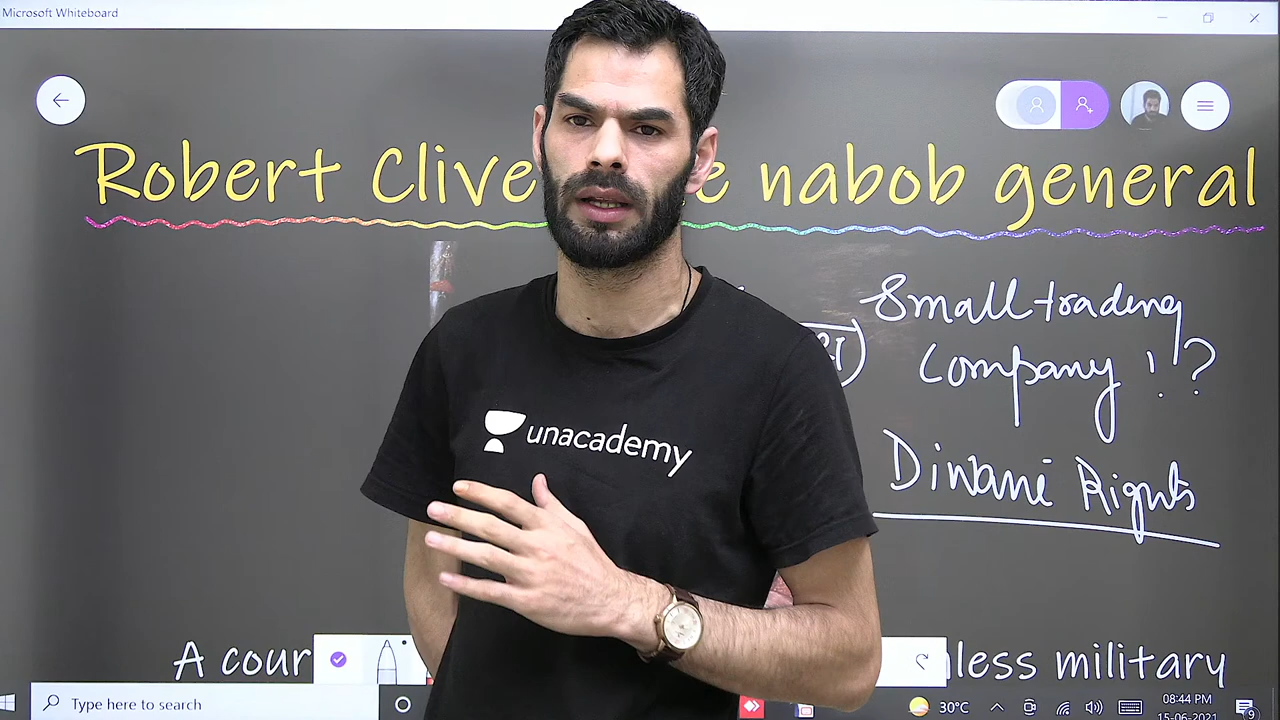 Microsoft Whiteboard
Robert Clive nabob general
Small trading
company !?
Diwani Rights
unacademy
A cour
military
Type here to search
30°C
08:44 PM
9